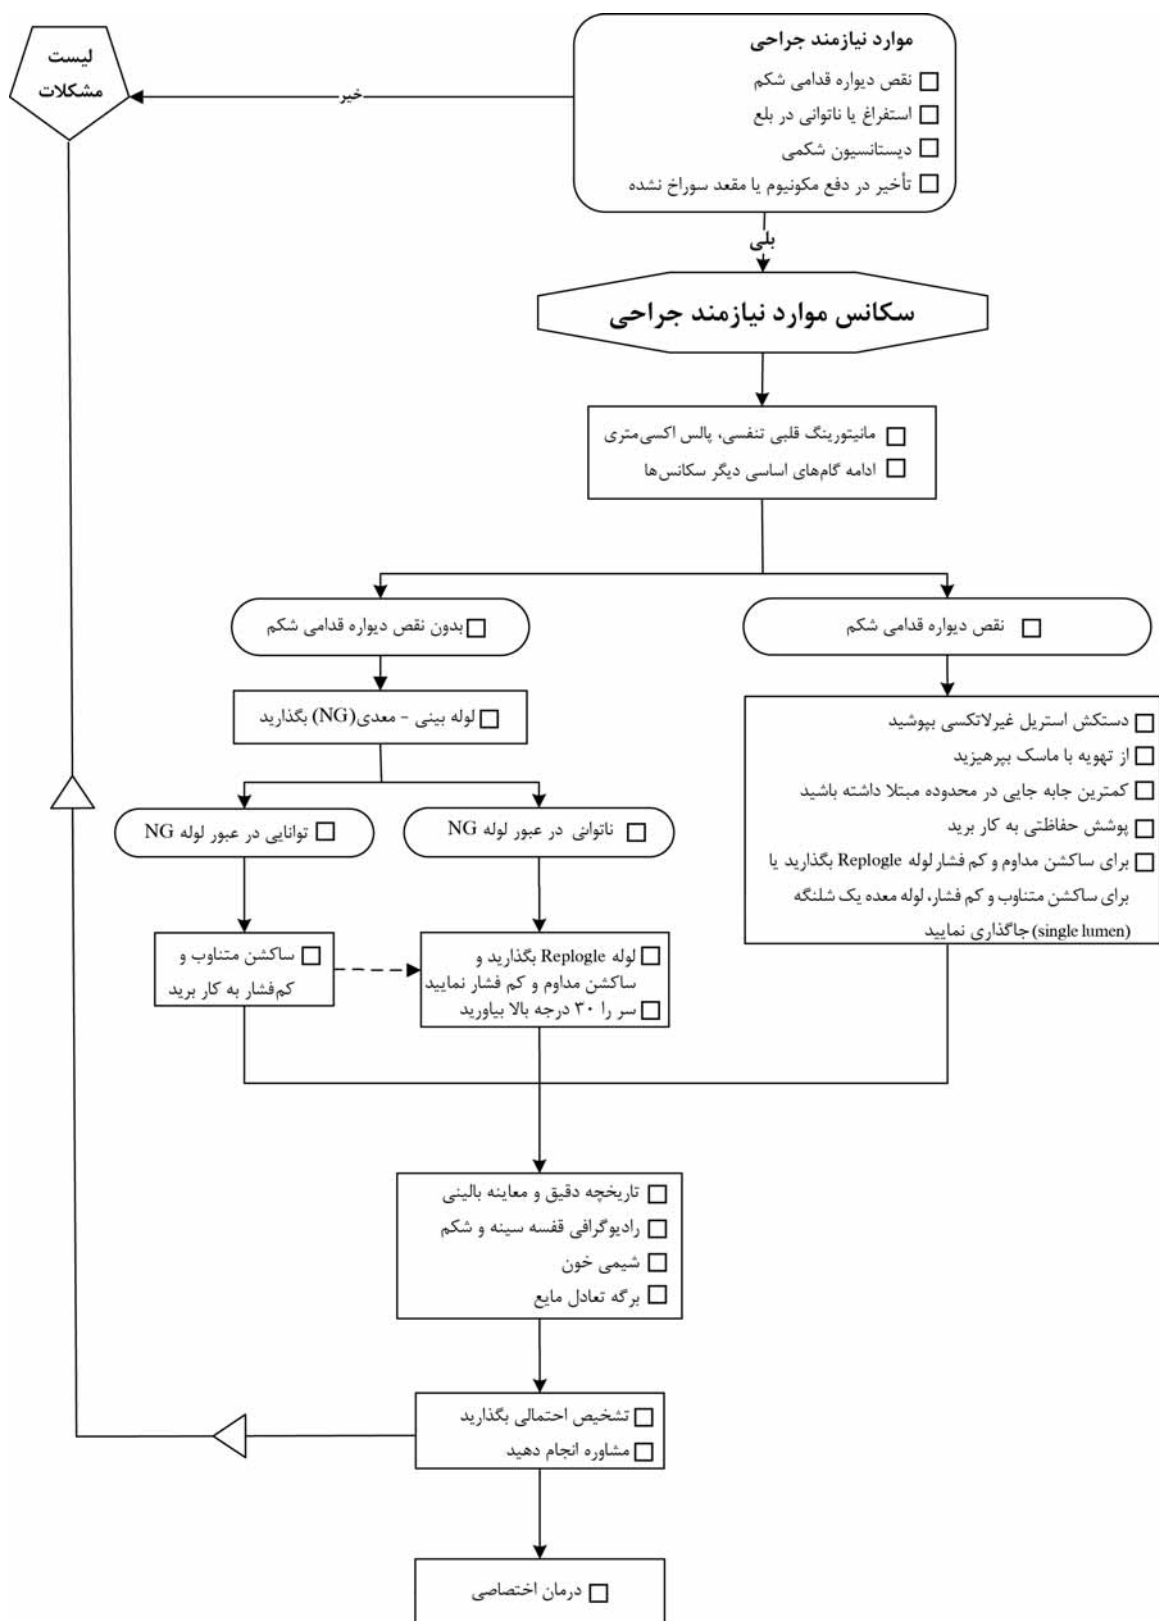 موارد نیازمند جراحی
نقص دیواره قدامی شکم
استفراغ یا ناتوانی در بلع
دیستانسیون شکمی
تأخیر در دفع مکونیوم یا مقعد سوراخ نشده
خیر
لیست
مشکلات
بلی
سکانس موارد نیازمند جراحی
مانیتورینگ قلبی تنفسی، پالس اکسی‌متری
ادامه گام‌های اساسی دیگر سکانس‌ها
نقص دیواره قدامی شکم
بدون نقص دیواره قدامی شکم
دستکش استریل غیرلاتکسی بپوشید
از تهویه با ماسک بپرهیزید
کمترین جابه جایی در محدوده مبتلا داشته باشید
پوشش حفاظتی به کار برید
برای ساکشن مداوم و کم فشار لوله Replogle بگذارید یا
برای ساکشن متناوب و کم فشار، لوله معده یک شلنگه
(single lumen) جاگذاری نمایید
لوله بینی - معدی (NG) بگذارید
ناتوانی در عبور لوله NG
توانایی در عبور لوله NG
لوله Replogle بگذارید و
ساکشن مداوم و کم فشار نمایید
سر را ۳۰ درجه بالا بیاورید
ساکشن متناوب و
کم‌فشار به کار برید
تاریخچه دقیق و معاینه بالینی
رادیوگرافی قفسه سینه و شکم
شیمی خون
برگه تعادل مایع
تشخیص احتمالی بگذارید
مشاوره انجام دهید
درمان اختصاصی